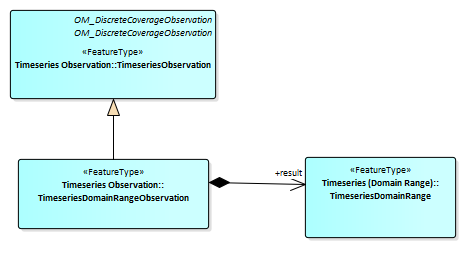 OM_DiscreteCoverageObservation
OM_DiscreteCoverageObservation
«FeatureType»
Timeseries Observation::TimeseriesObservation
«FeatureType»
Timeseries Observation::
TimeseriesDomainRangeObservation
+result
«FeatureType»
Timeseries (Domain Range)::
TimeseriesDomainRange